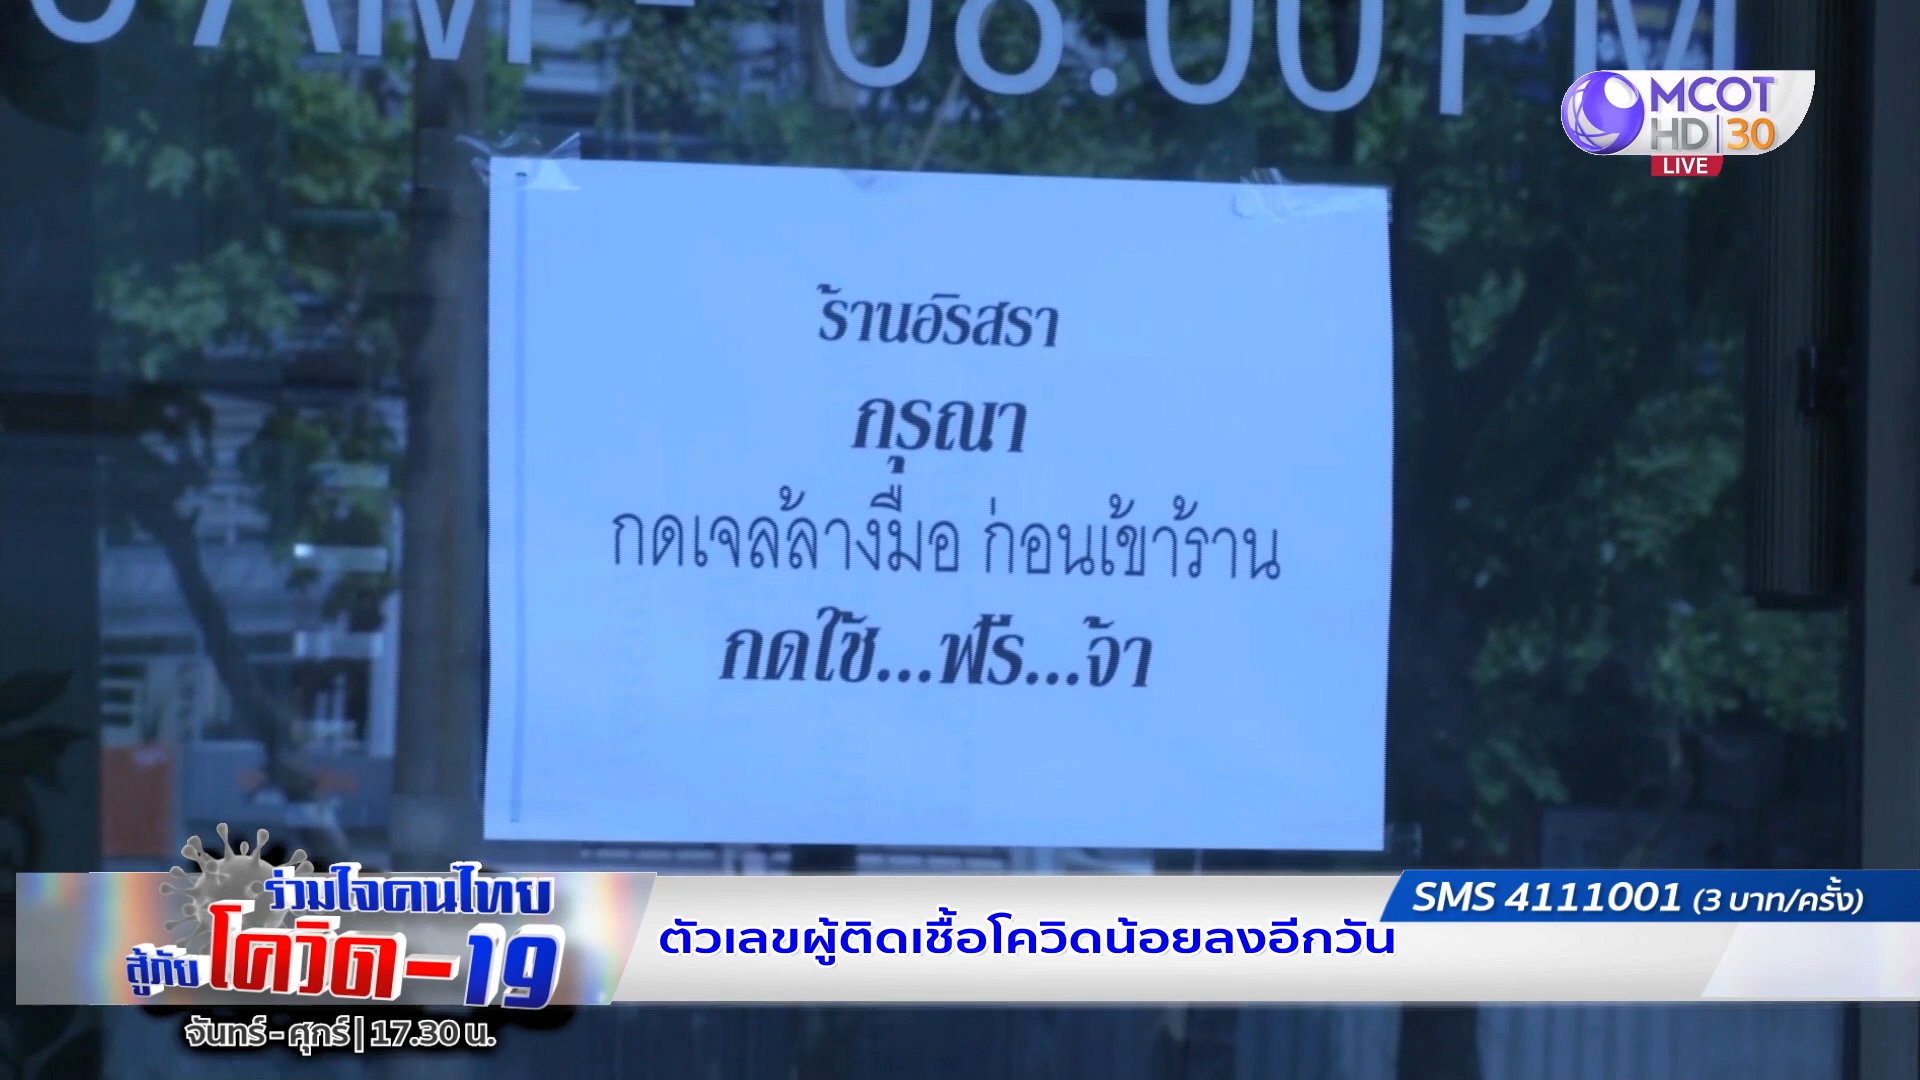 AM - 08.00 PM
MCOT
HD 30
LIVE
ร้านอริสรา
กรุณา
กดเจลล้างมือ ก่อนเข้าร้าน
กดใช้...ฟรี...จ้า
ร่วมใจคนไทย
สู้ภัย โควิด-19
จันทร์ - ศุกร์ | 17.30 น.
SMS 4111001 (3 บาท/ครั้ง)
ตัวเลขผู้ติดเชื้อโควิดน้อยลงอีกวัน